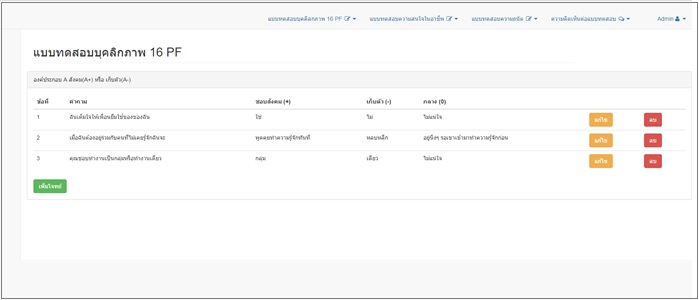 แบบทดสอบบุคลิกภาพ 16 PF แบบทดสอบความสนใจในอาชีพ แบบทดสอบความถนัด ความคิดเห็นต่อแบบทดสอบ Admin
แบบทดสอบบุคลิกภาพ 16 PF
องค์ประกอบ A สังคม(A+) หรือ เก็บตัว(A-)
ข้อที่ คำถาม ชอบสังคม (+) เก็บตัว (-) กลาง (0)
1 ฉันเต็มใจให้เพื่อนยืมใช้ของของฉัน ใช่ ไม่ ไม่แน่ใจ แก้ไข ลบ
2 เมื่อฉันต้องอยู่ร่วมกับคนที่ไม่เคยรู้จักฉันจะ พูดคุยทำความรู้จักทันที หลบหลีก อยู่นิ่งๆ รอเขาเข้ามาทำความรู้จักก่อน แก้ไข ลบ
3 คุณชอบทำงานเป็นกลุ่มหรือทำงานเดี่ยว กลุ่ม เดี่ยว ไม่แน่ใจ แก้ไข ลบ
เพิ่มโจทย์